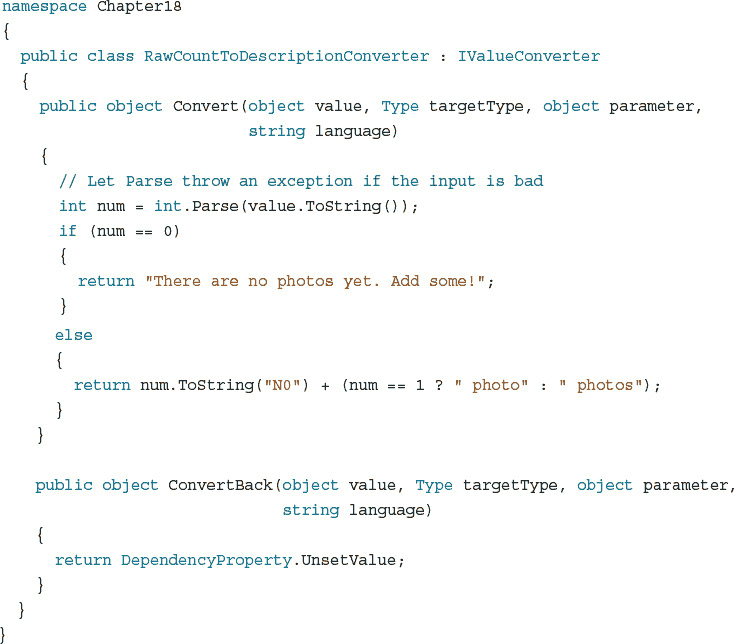 namespace Chapter18
{
  public class RawCountToDescriptionConverter : IValueConverter
  {
    public object Convert(object value, Type targetType, object parameter,
                          string language)
    {
      // Let Parse throw an exception if the input is bad
      int num = int.Parse(value.ToString());
      if (num == 0)
      {
        return "There are no photos yet. Add some!";
      }
      else
      {
        return num.ToString("N0") + (num == 1 ? " photo" : " photos");
      }
    }

    public object ConvertBack(object value, Type targetType, object parameter,
                              string language)
    {
      return DependencyProperty.UnsetValue;
    }
  }
}